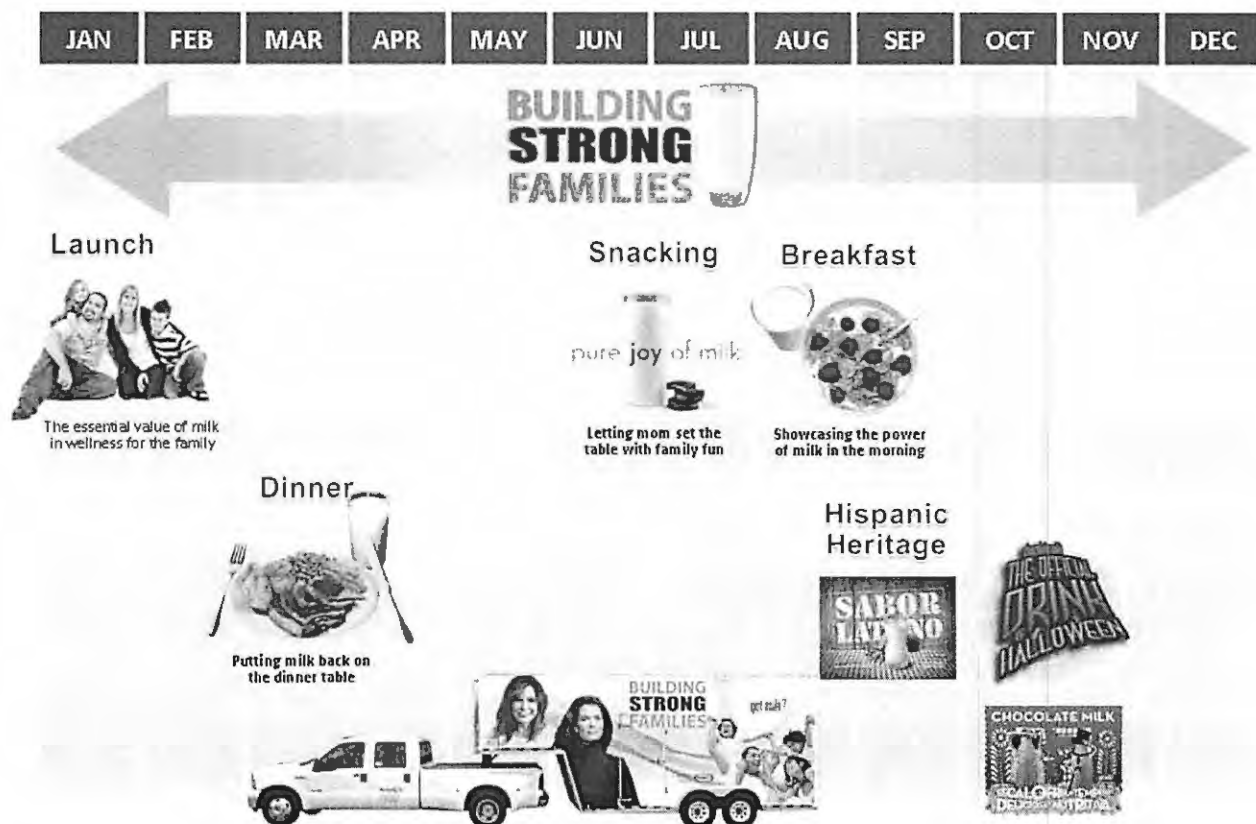 JAN FEB MAR APR MAY JUN JUL AUG SEP OCT NOV DEC
BUILDING
STRONG
FAMILIES
Launch
The essential value of milk
in wellness for the family
Snacking
pure joy of milk
Letting mom set the
table with family fun
Breakfast
Showcasing the power
of milk in the morning
Dinner
Putting milk back on
the dinner table
Hispanic
Heritage
SABOR
LATINO
THE OFFICIAL
DRINK
HALLOWEEN
BUILDING
STRONG
FAMILIES
got milk?
CHOCOLATE MILK